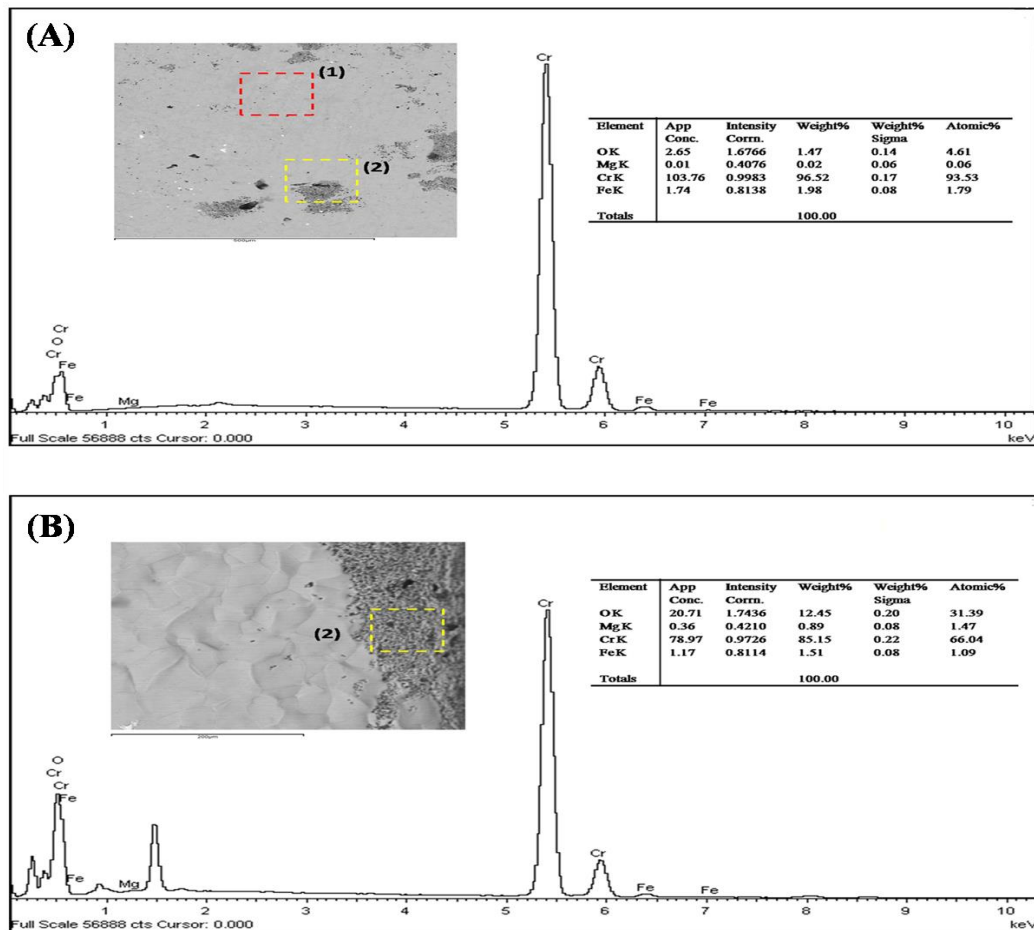 (A)
(1)
(2)
500µm
Cr
Element App Conc. Intensity Corrn. Weight% Weight% Sigma Atomic%
O K 2.65 1.6766 1.47 0.14 4.61
Mg K 0.01 0.4076 0.02 0.06 0.06
Cr K 103.76 0.9983 96.52 0.17 93.53
Fe K 1.74 0.8138 1.98 0.08 1.79
Totals 100.00
Cr
O
Cr
Fe
Fe
Mg
Cr
Fe
Fe
1 2 3 4 5 6 7 8 9 10
Full Scale 56888 cts Cursor: 0.000 keV
(B)
(2)
200µm
Cr
Element App Conc. Intensity Corrn. Weight% Weight% Sigma Atomic%
O K 20.71 1.7436 12.45 0.20 31.39
Mg K 0.36 0.4210 0.89 0.08 1.47
Cr K 78.97 0.9726 85.15 0.22 66.04
Fe K 1.17 0.8114 1.51 0.08 1.09
Totals 100.00
O
Cr
Cr
Fe
Fe
Mg
Cr
Fe
Fe
1 2 3 4 5 6 7 8 9 10
Full Scale 56888 cts Cursor: 0.000 keV